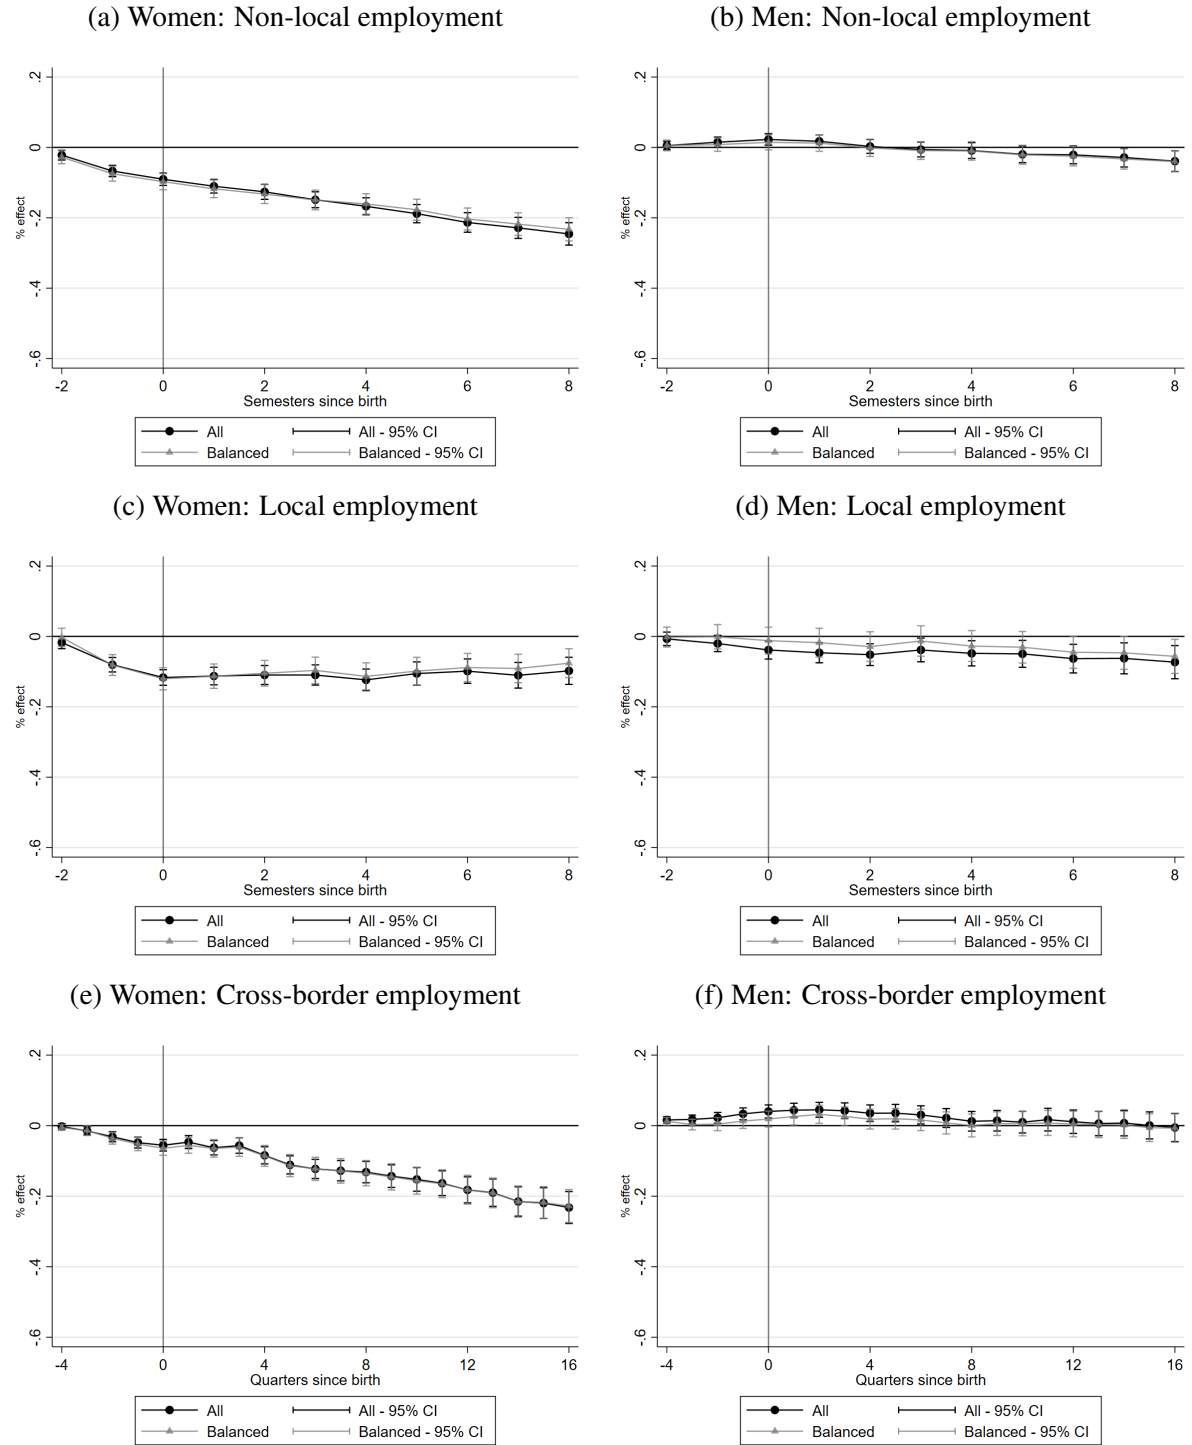 (a) Women: Non-local employment
.2
0
-.2
-.4
-.6
% effect
-2 0 2 4 6 8
Semesters since birth
All All - 95% CI
Balanced Balanced - 95% CI
(b) Men: Non-local employment
.2
0
-.2
-.4
-.6
% effect
-2 0 2 4 6 8
Semesters since birth
All All - 95% CI
Balanced Balanced - 95% CI
(c) Women: Local employment
.2
0
-.2
-.4
-.6
% effect
-2 0 2 4 6 8
Semesters since birth
All All - 95% CI
Balanced Balanced - 95% CI
(d) Men: Local employment
.2
0
-.2
-.4
-.6
% effect
-2 0 2 4 6 8
Semesters since birth
All All - 95% CI
Balanced Balanced - 95% CI
(e) Women: Cross-border employment
.2
0
-.2
-.4
-.6
% effect
-4 0 4 8 12 16
Quarters since birth
All All - 95% CI
Balanced Balanced - 95% CI
(f) Men: Cross-border employment
.2
0
-.2
-.4
-.6
% effect
-4 0 4 8 12 16
Quarters since birth
All All - 95% CI
Balanced Balanced - 95% CI